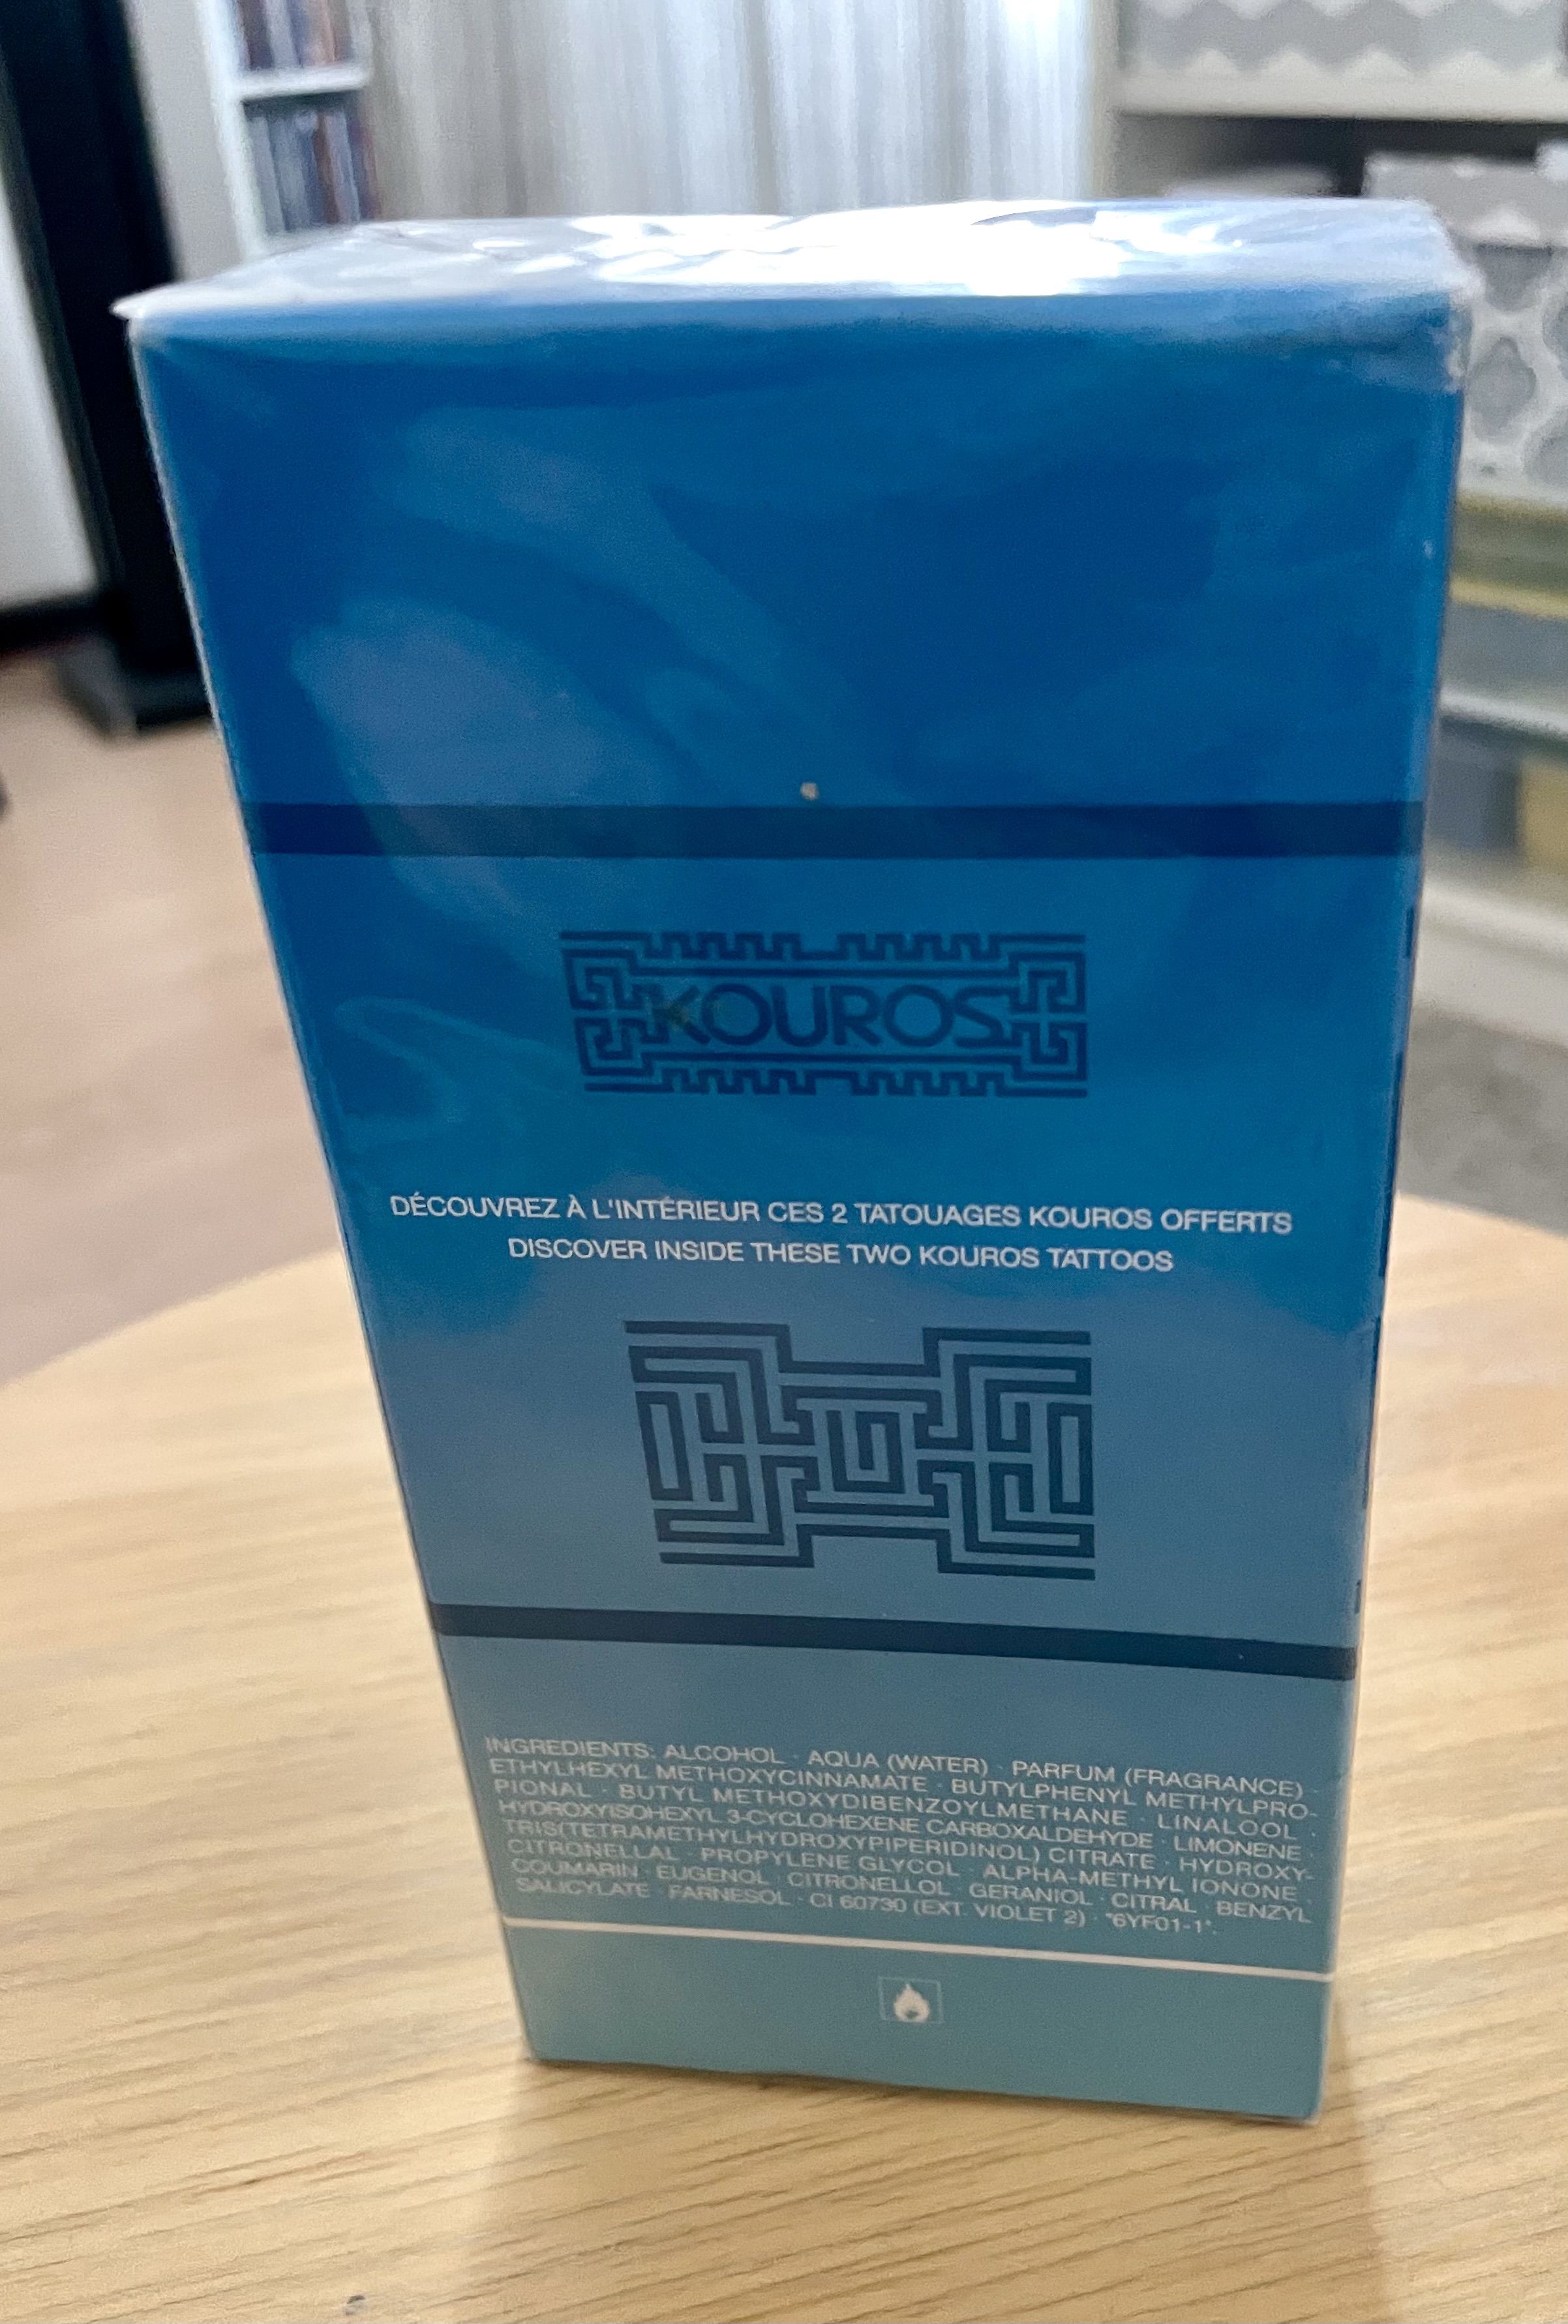 KOUROS
DÉCOUVREZ À L'INTÉRIEUR CES 2 TATOUAGES KOUROS OFFERTS
DISCOVER INSIDE THESE TWO KOUROS TATTOOS
INGREDIENTS: ALCOHOL · AQUA (WATER) · PARFUM (FRAGRANCE) ·
ETHYLHEXYL METHOXYCINNAMATE · BUTYLPHENYL METHYLPRO-
PIONAL · BUTYL METHOXYDIBENZOYLMETHANE · LINALOOL ·
HYDROXYISOHEXYL 3-CYCLOHEXENE CARBOXALDEHYDE · LIMONENE ·
TRIS(TETRAMETHYLHYDROXYPIPERIDINOL) CITRATE · HYDROXY-
CITRONELLAL · PROPYLENE GLYCOL · ALPHA-METHYL IONONE ·
COUMARIN · EUGENOL · CITRONELLOL · GERANIOL · CITRAL · BENZYL
SALICYLATE · FARNESOL · CI 60730 (EXT. VIOLET 2) · "6YF01-1".